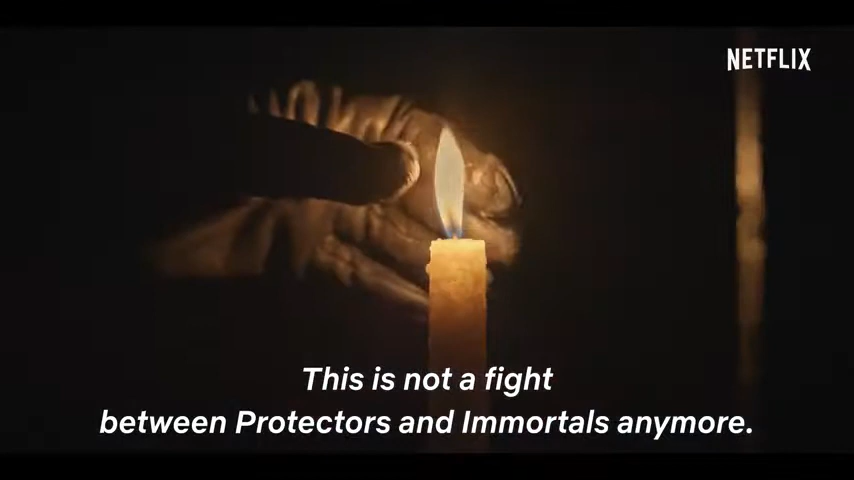 NETFLIX
This is not a fight
between Protectors and Immortals anymore.